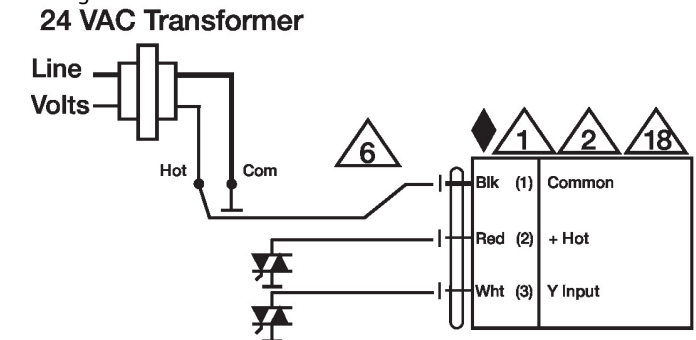 24 VAC Transformer
Line
Volts
Hot
Com
6
1
2
18
Blk (1) Common
Red (2) + Hot
Wht (3) Y Input